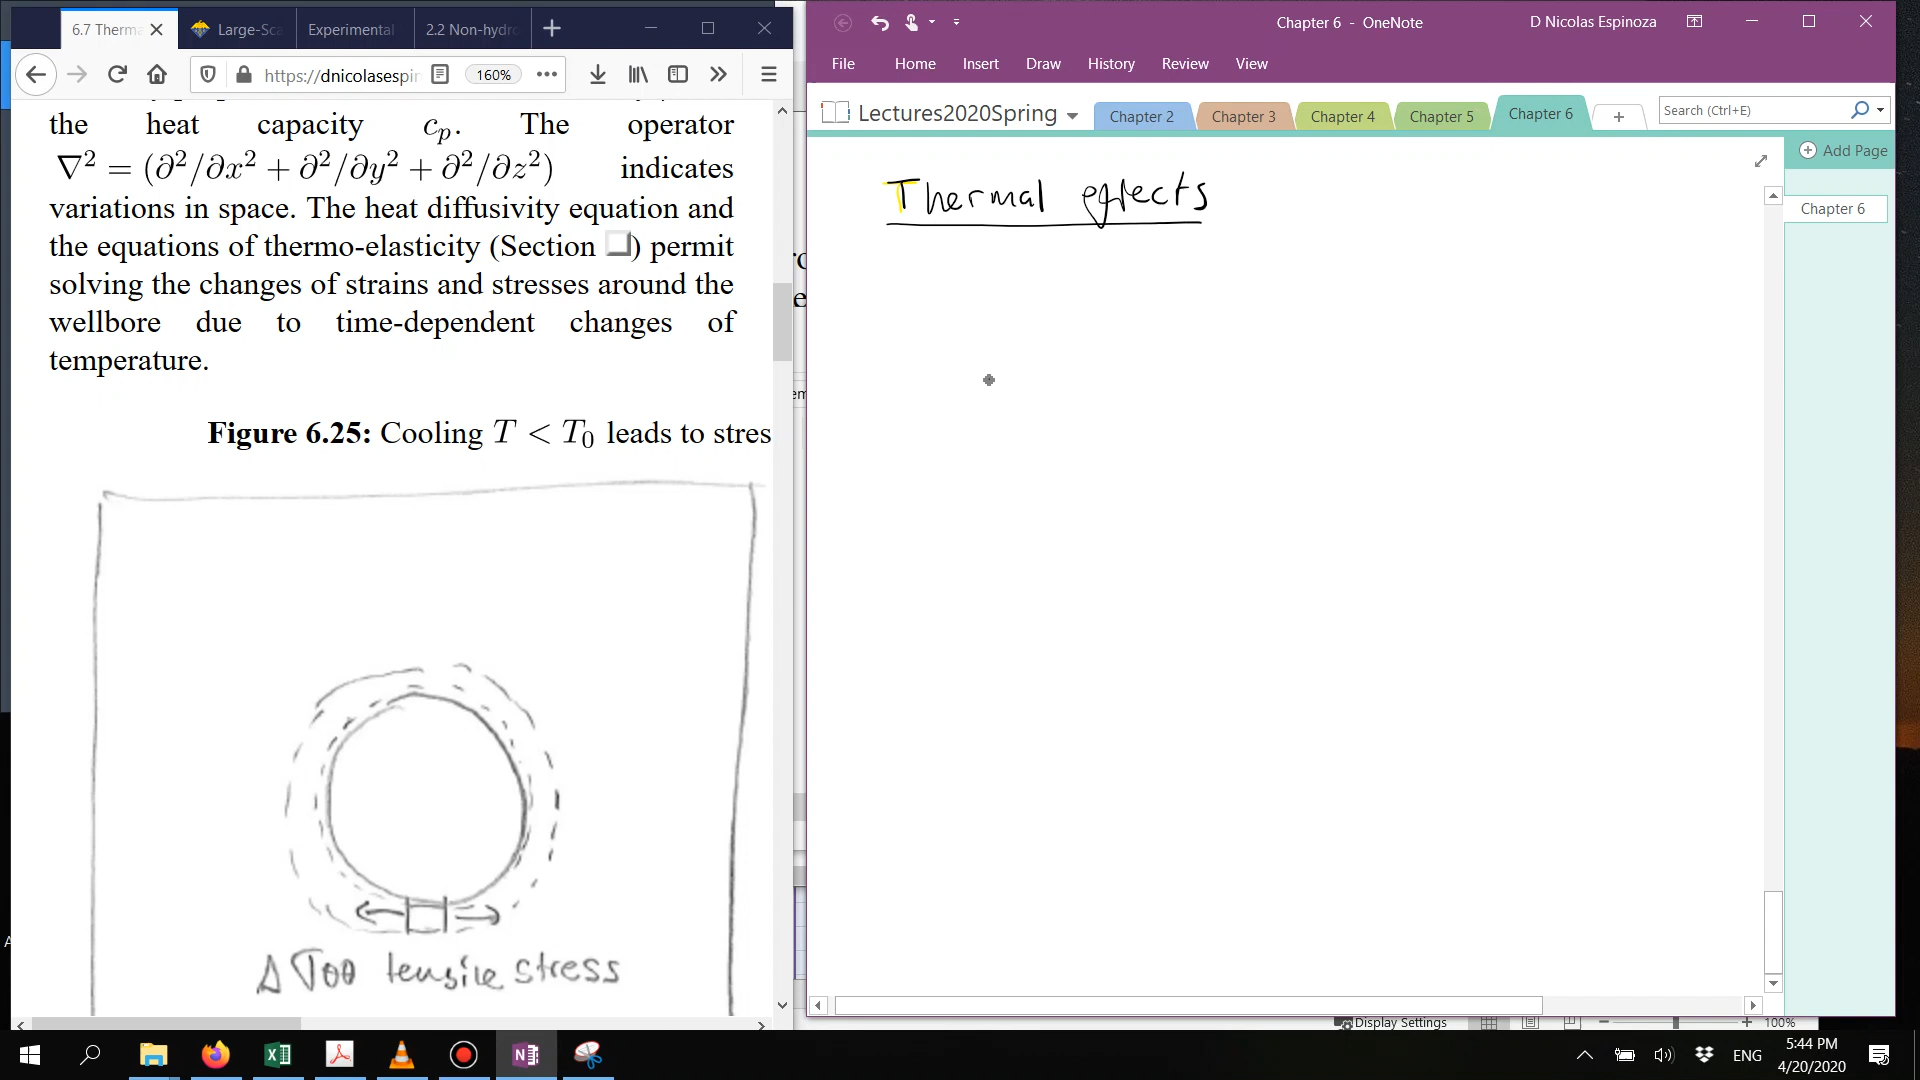 6.7 Therma
Large-Sca
Experimental
2.2 Non-hydro
https://dnicolasespin
160%
the heat capacity c_p. The operator
∇² = (∂²/∂x² + ∂²/∂y² + ∂²/∂z²) indicates
variations in space. The heat diffusivity equation and
the equations of thermo-elasticity (Section ) permit
solving the changes of strains and stresses around the
wellbore due to time-dependent changes of
temperature.
Figure 6.25: Cooling T < T₀ leads to stres
Δσθθ tensile stress
Chapter 6 - OneNote
D Nicolas Espinoza
File Home Insert Draw History Review View
Lectures2020Spring
Chapter 2
Chapter 3
Chapter 4
Chapter 5
Chapter 6
Search (Ctrl+E)
Add Page
Chapter 6
Thermal effects
Display Settings
100%
ENG
5:44 PM
4/20/2020